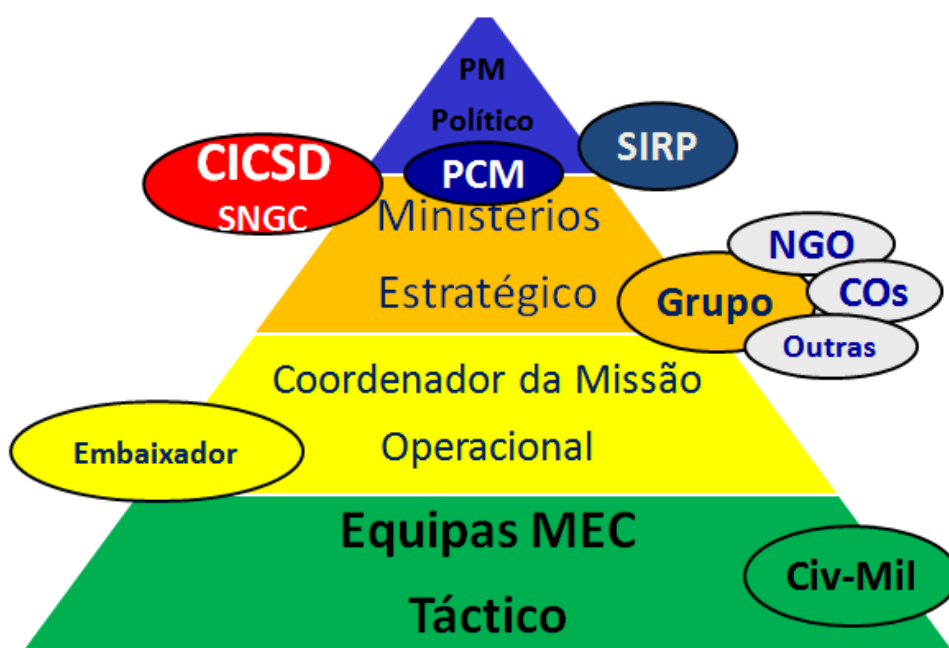 PM
Político
CICSD
SNGC
PCM
SIRP
Ministérios
Estratégico
Grupo
NGO
COs
Outras
Coordenador da Missão
Operacional
Embaixador
Equipas MEC
Táctico
Civ-Mil